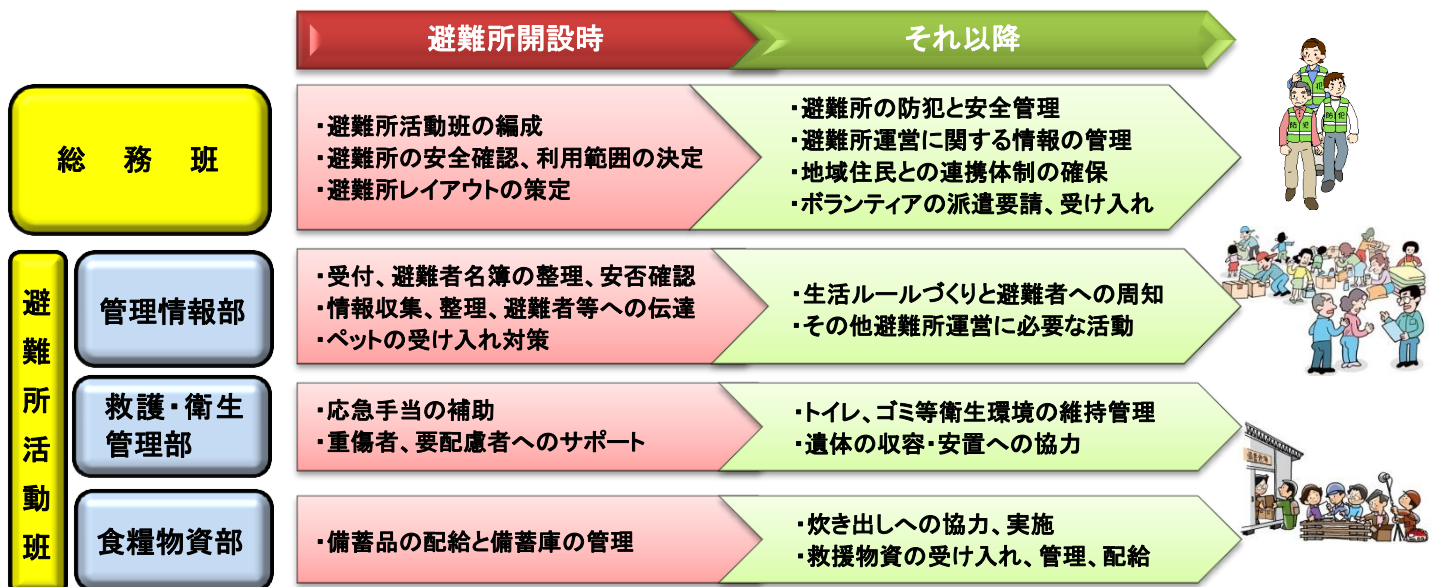 避難所開設時
それ以降
総務班
・避難所活動班の編成
・避難所の安全確認、利用範囲の決定
・避難所レイアウトの策定
・避難所の防犯と安全管理
・避難所運営に関する情報の管理
・地域住民との連携体制の確保
・ボランティアの派遣要請、受け入れ
避難所活動班
管理情報部
・受付、避難者名簿の整理、安否確認
・情報収集、整理、避難者等への伝達
・ペットの受け入れ対策
・生活ルールづくりと避難者への周知
・その他避難所運営に必要な活動
救護・衛生
管理部
・応急手当の補助
・重傷者、要配慮者へのサポート
・トイレ、ゴミ等衛生環境の維持管理
・遺体の収容・安置への協力
食糧物資部
・備蓄品の配給と備蓄庫の管理
・炊き出しへの協力、実施
・救援物資の受け入れ、管理、配給
防犯
防犯